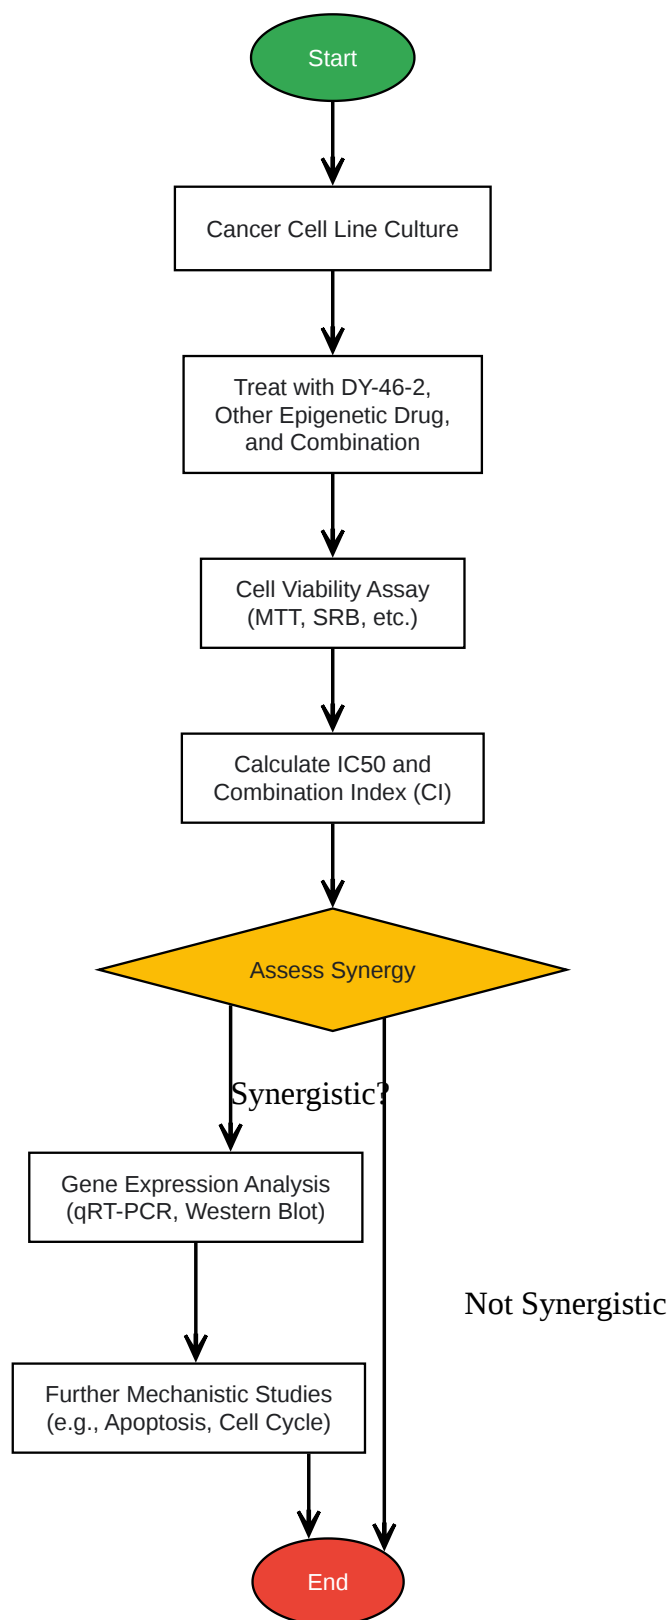 Start
Cancer Cell Line Culture
Treat with DY-46-2,
Other Epigenetic Drug,
and Combination
Cell Viability Assay
(MTT, SRB, etc.)
Calculate IC50 and
Combination Index (CI)
Assess Synergy
Synergistic?
Gene Expression Analysis
(qRT-PCR, Western Blot)
Not Synergistic
Further Mechanistic Studies
(e.g., Apoptosis, Cell Cycle)
End